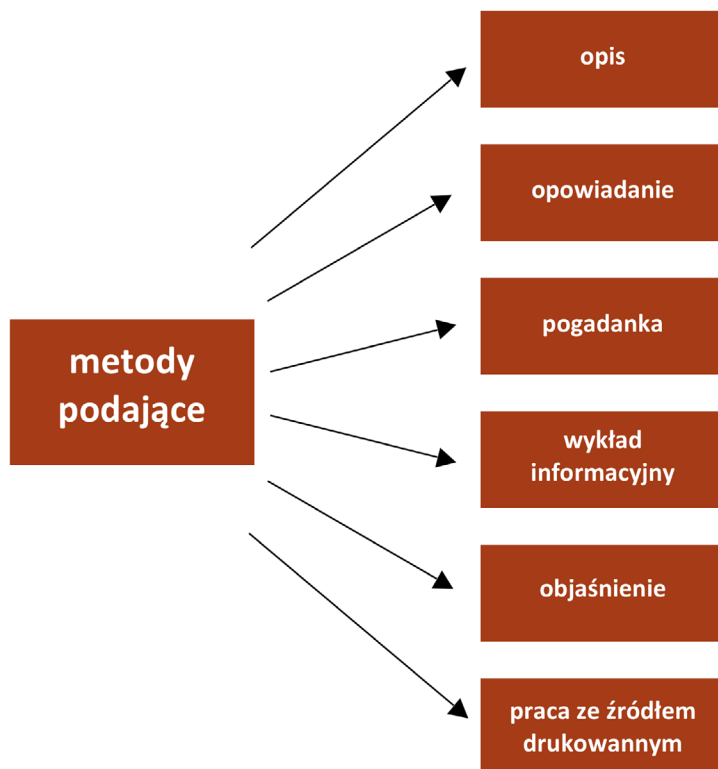 opis
opowiadanie
pogadanka
metody
podające
wykład
informacyjny
objaśnienie
praca ze źródłem
drukowannym